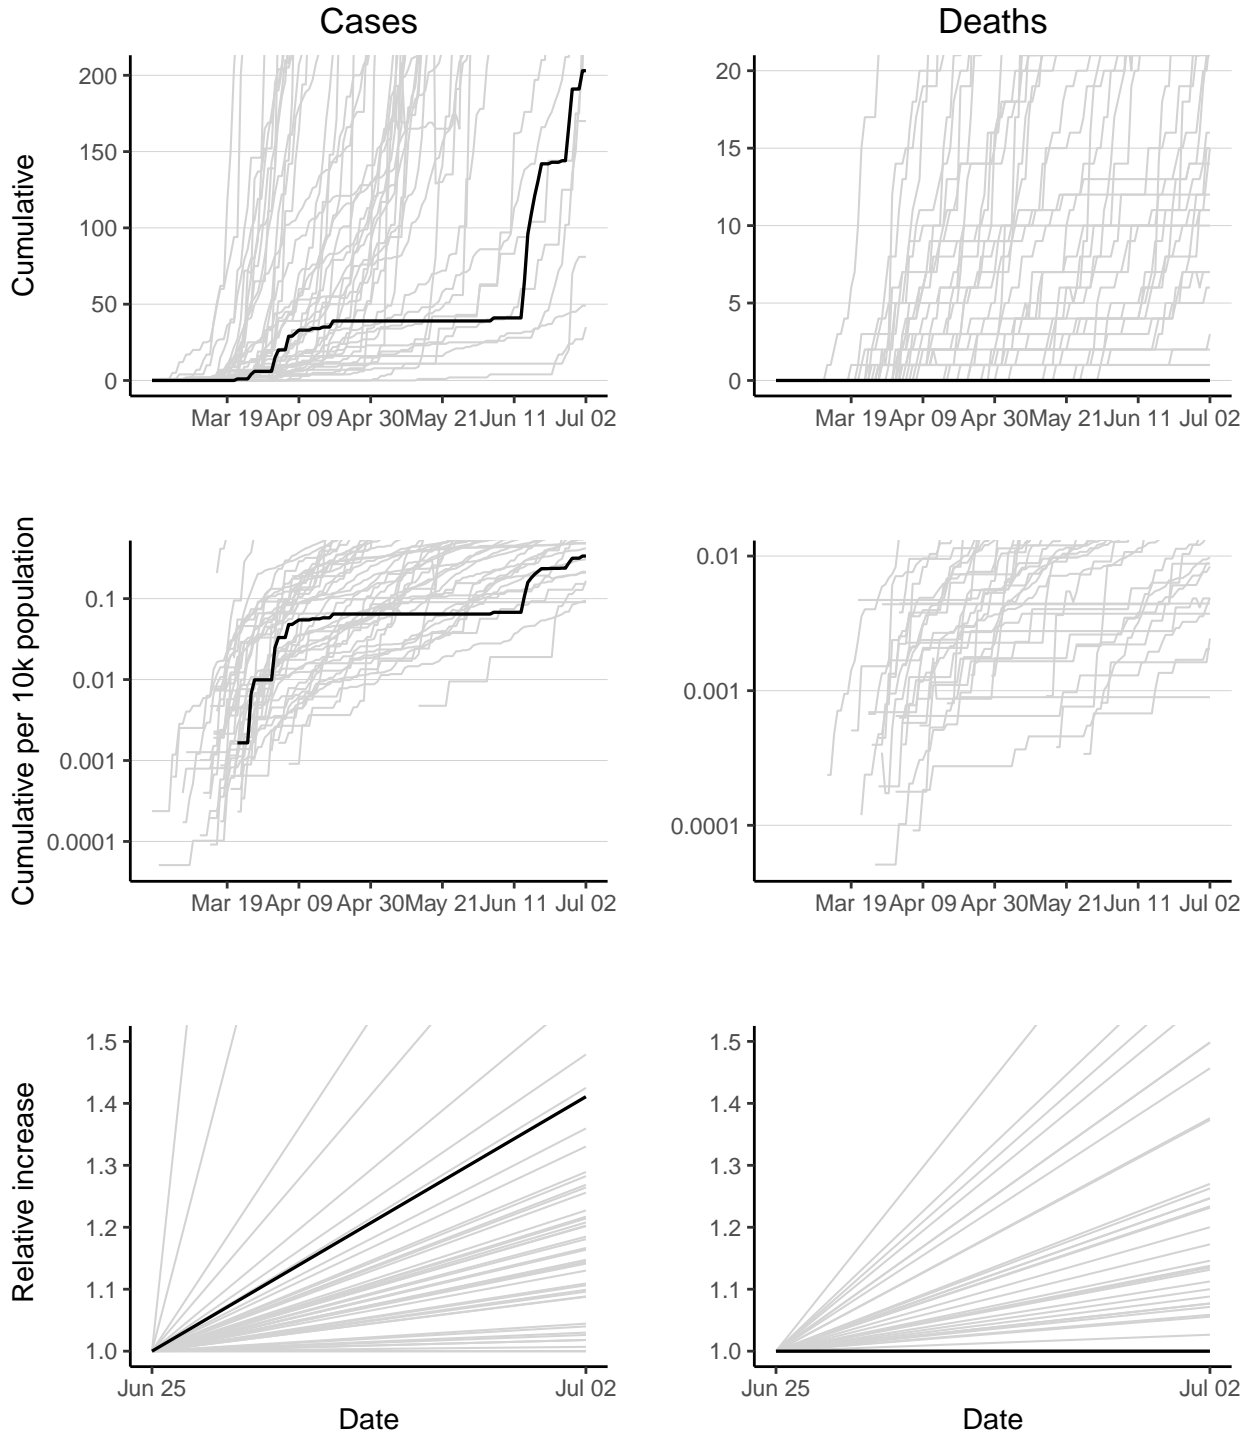 Cases
Deaths
Cumulative
200
150
100
50
0
Mar 19 Apr 09 Apr 30 May 21 Jun 11 Jul 02
20
15
10
5
0
Mar 19 Apr 09 Apr 30 May 21 Jun 11 Jul 02
Cumulative per 10k population
0.1
0.01
0.001
0.0001
Mar 19 Apr 09 Apr 30 May 21 Jun 11 Jul 02
0.01
0.001
0.0001
Mar 19 Apr 09 Apr 30 May 21 Jun 11 Jul 02
Relative increase
1.5
1.4
1.3
1.2
1.1
1.0
Jun 25 Jul 02
Date
1.5
1.4
1.3
1.2
1.1
1.0
Jun 25 Jul 02
Date